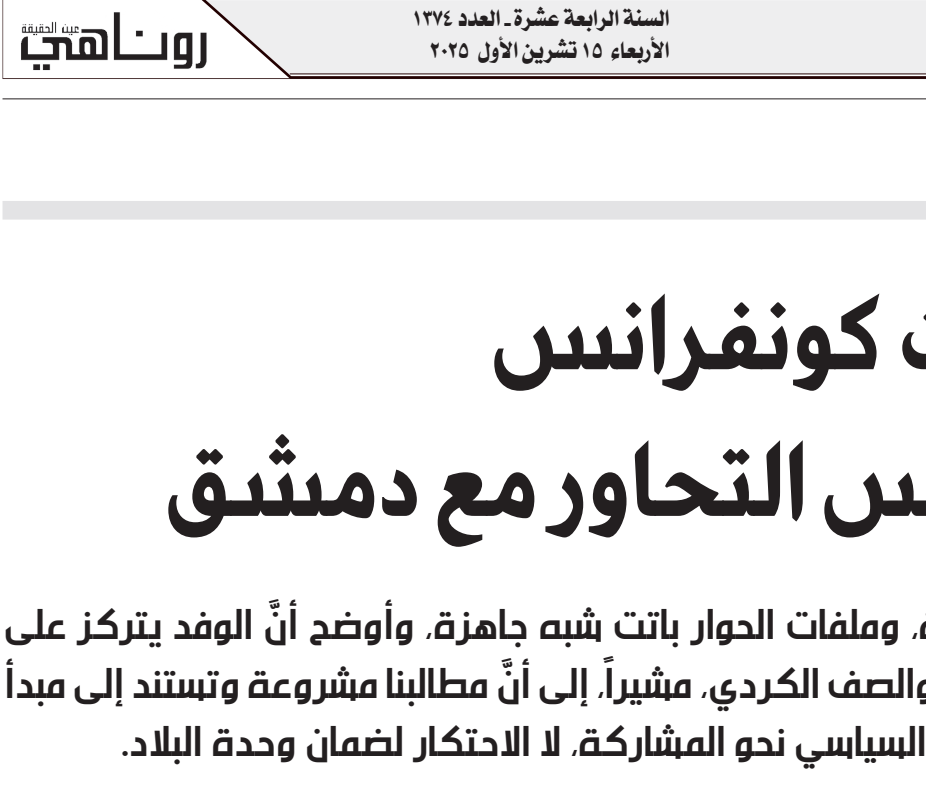 السنة الرابعة عشرة ـ العدد ١٣٧٤
الأربعاء ١٥ تشرين الأول ٢٠٢٥
عين الحقيقة
روناهي
كونفرانس
التحاور مع دمشق
، وملفات الحوار باتت شبه جاهزة، وأوضح أنَّ الوفد يتركز على
والصف الكردي، مشيراً، إلى أنَّ مطالبنا مشروعة وتستند إلى مبدأ
السياسي نحو المشاركة، لا الاحتكار لضمان وحدة البلاد.